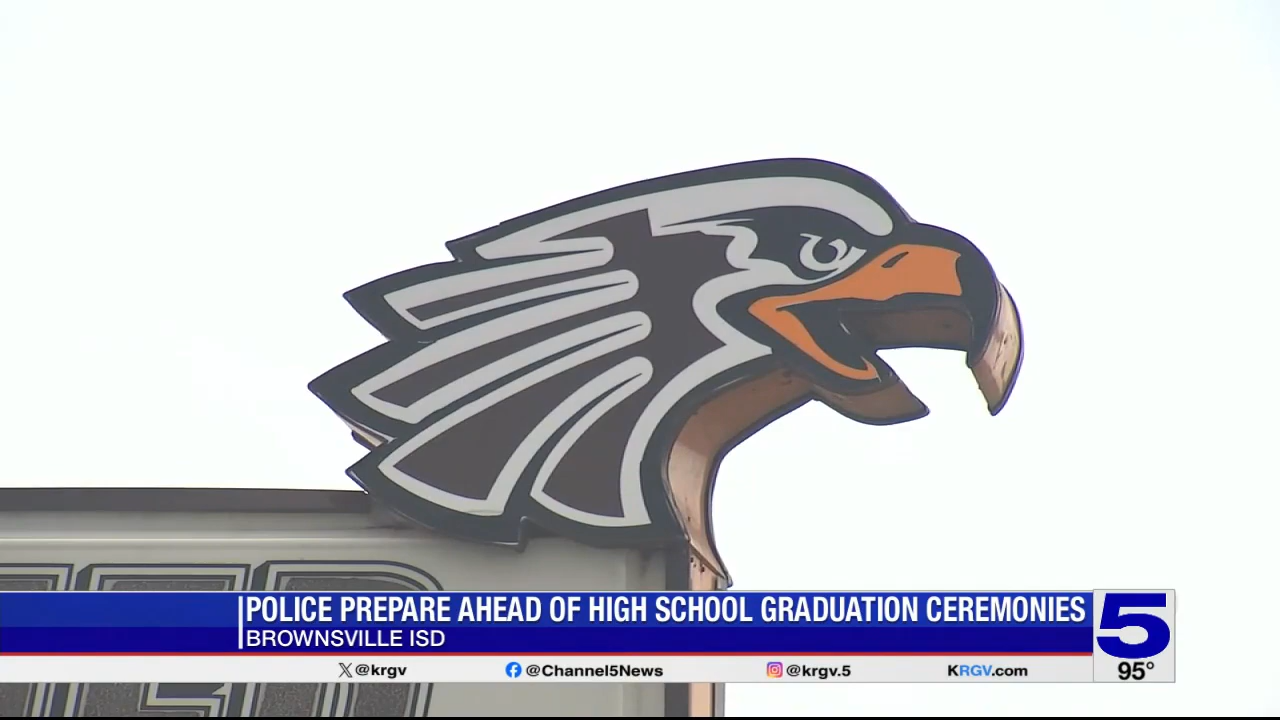 POLICE PREPARE AHEAD OF HIGH SCHOOL GRADUATION CEREMONIES
BROWNSVILLE ISD
5
@krgv
@Channel5News
@krgv.5
KRGV.com
95°